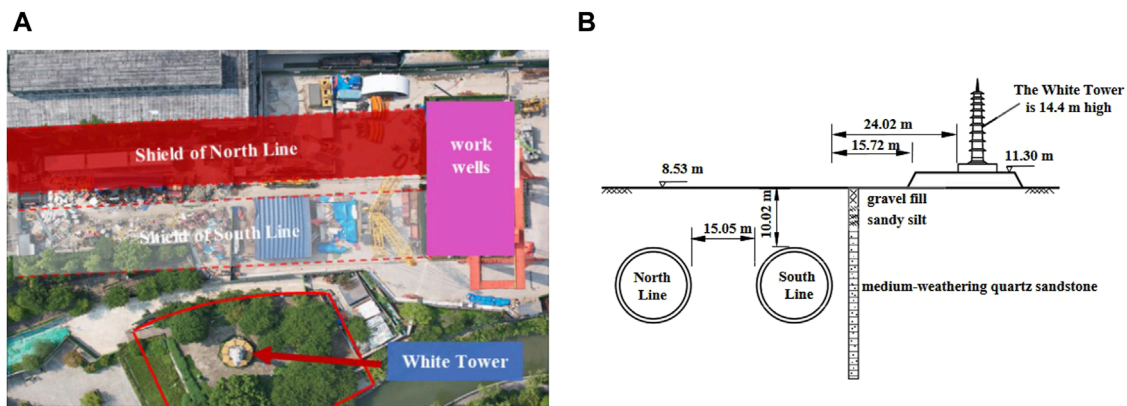 A
Shield of North Line
work
wells
Shield of South Line
White Tower
B
The White Tower
is 14.4 m high
24.02 m
15.72 m
11.30 m
8.53 m
gravel fill
sandy silt
10.02 m
15.05 m
North
Line
South
Line
medium-weathering quartz sandstone